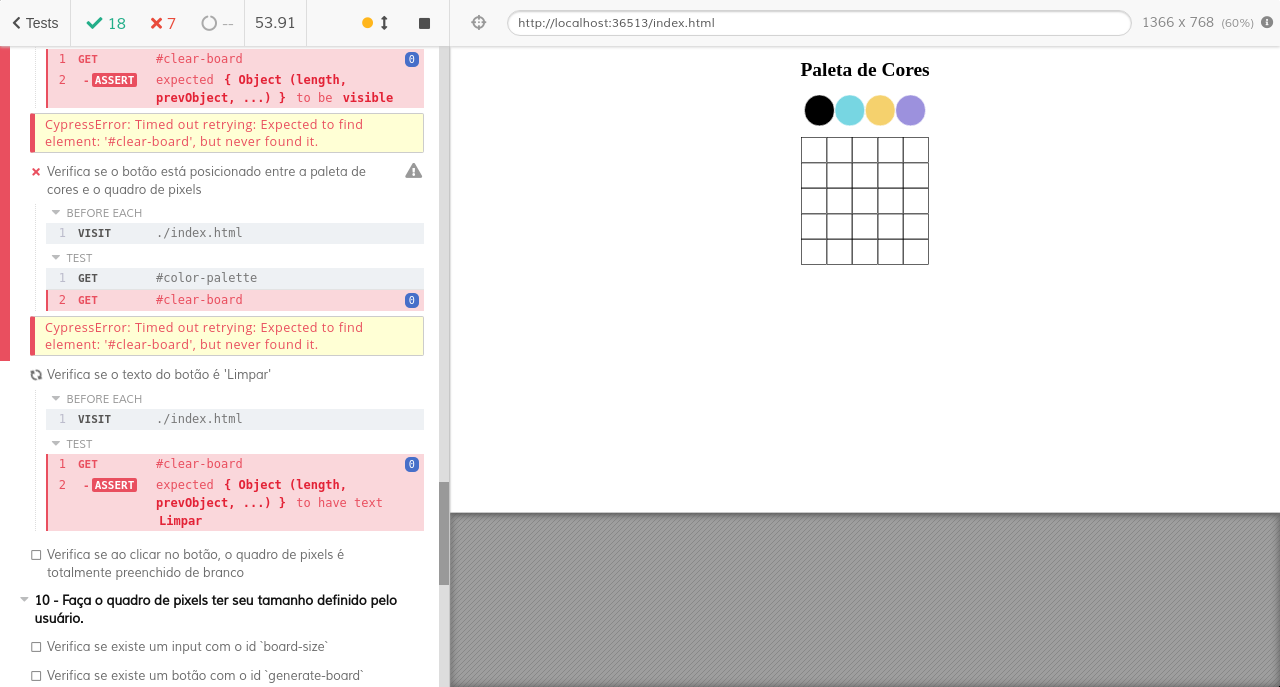 Tests 18 7 -- 53.91 http://localhost:36513/index.html 1366 x 768 (60%)
1 GET #clear-board 0
2 -ASSERT expected { Object (length,
prevObject, ...) } to be visible
CypressError: Timed out retrying: Expected to find
element: '#clear-board', but never found it.
Verifica se o botão está posicionado entre a paleta de
cores e o quadro de pixels
BEFORE EACH
1 VISIT ./index.html
TEST
1 GET #color-palette
2 GET #clear-board 0
CypressError: Timed out retrying: Expected to find
element: '#clear-board', but never found it.
Verifica se o texto do botão é 'Limpar'
BEFORE EACH
1 VISIT ./index.html
TEST
1 GET #clear-board 0
2 -ASSERT expected { Object (length,
prevObject, ...) } to have text
Limpar
Verifica se ao clicar no botão, o quadro de pixels é
totalmente preenchido de branco
10 - Faça o quadro de pixels ter seu tamanho definido pelo
usuário.
Verifica se existe um input com o id `board-size`
Verifica se existe um botão com o id `generate-board`
Paleta de Cores